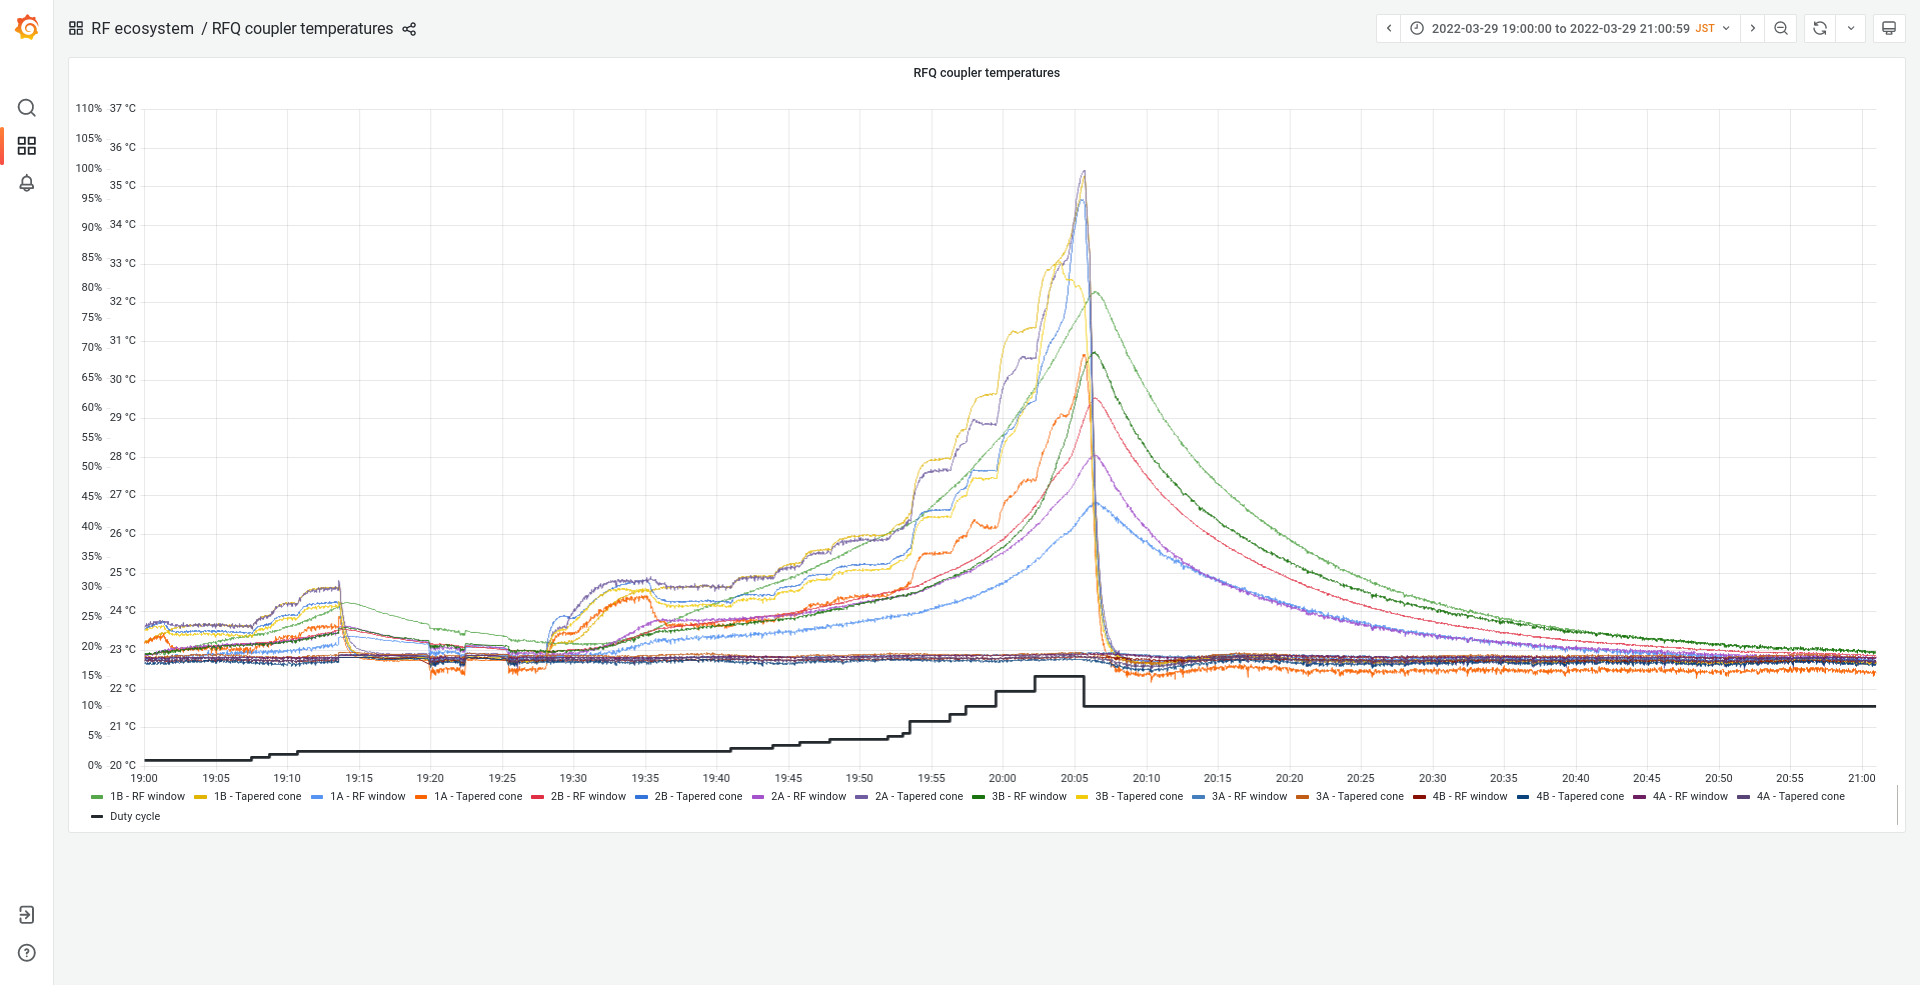 RF ecosystem / RFQ coupler temperatures
2022-03-29 19:00:00 to 2022-03-29 21:00:59 JST
RFQ coupler temperatures
110% 37 °C
105%
36 °C
100%
35 °C
95%
34 °C
90%
85% 33 °C
80%
32 °C
75%
31 °C
70%
65% 30 °C
60%
29 °C
55%
28 °C
50%
27 °C
45%
40%
26 °C
35%
25 °C
30%
24 °C
25%
20% 23 °C
15%
22 °C
10%
21 °C
5%
0% 20 °C
19:00 19:05 19:10 19:15 19:20 19:25 19:30 19:35 19:40 19:45 19:50 19:55 20:00 20:05 20:10 20:15 20:20 20:25 20:30 20:35 20:40 20:45 20:50 20:55 21:00
1B - RF window 1B - Tapered cone 1A - RF window 1A - Tapered cone 2B - RF window 2B - Tapered cone 2A - RF window 2A - Tapered cone 3B - RF window 3B - Tapered cone 3A - RF window 3A - Tapered cone 4B - RF window 4B - Tapered cone 4A - RF window 4A - Tapered cone
Duty cycle